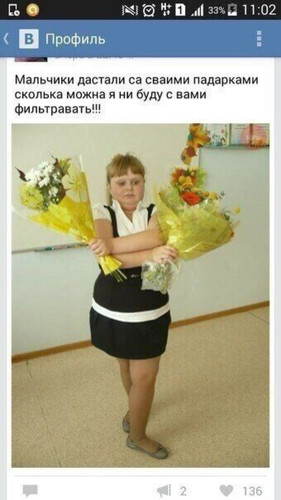 33% 11:02
Профиль
Мальчики дастали са сваими падарками
сколька можна я ни буду с вами
фильтравать!!!
2 136